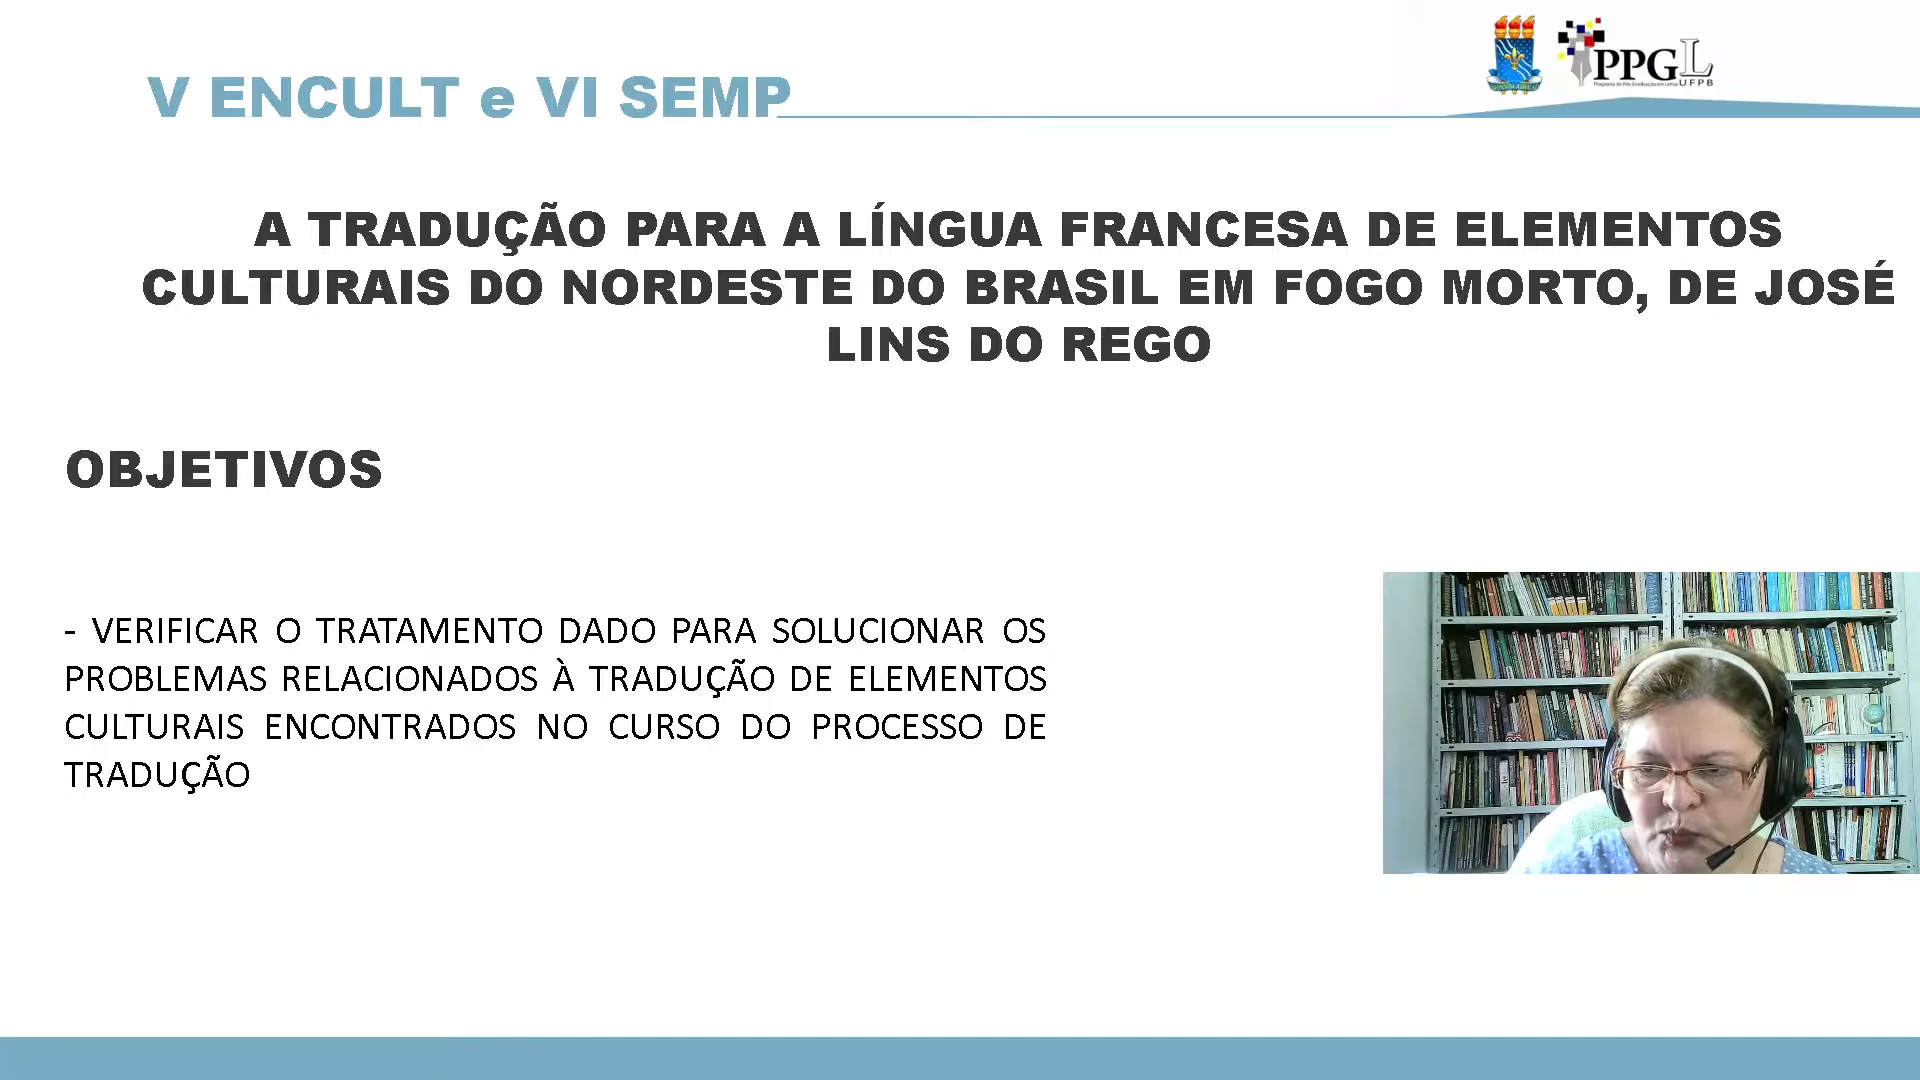 V ENCULT e VI SEMP
PPGL
UFPB
A TRADUÇÃO PARA A LÍNGUA FRANCESA DE ELEMENTOS
CULTURAIS DO NORDESTE DO BRASIL EM FOGO MORTO, DE JOSÉ
LINS DO REGO
OBJETIVOS
- VERIFICAR O TRATAMENTO DADO PARA SOLUCIONAR OS
PROBLEMAS RELACIONADOS À TRADUÇÃO DE ELEMENTOS
CULTURAIS ENCONTRADOS NO CURSO DO PROCESSO DE
TRADUÇÃO